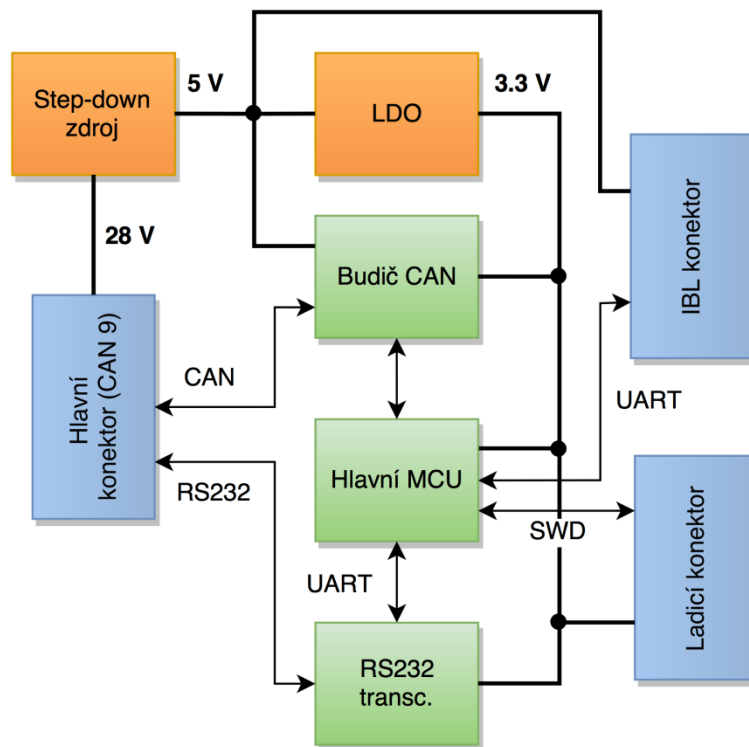 Step-down
zdroj
5 V
LDO
3.3 V
28 V
Budič CAN
IBL konektor
Hlavní
konektor (CAN 9)
CAN
UART
Hlavní MCU
RS232
SWD
UART
Ladicí konektor
RS232
transc.